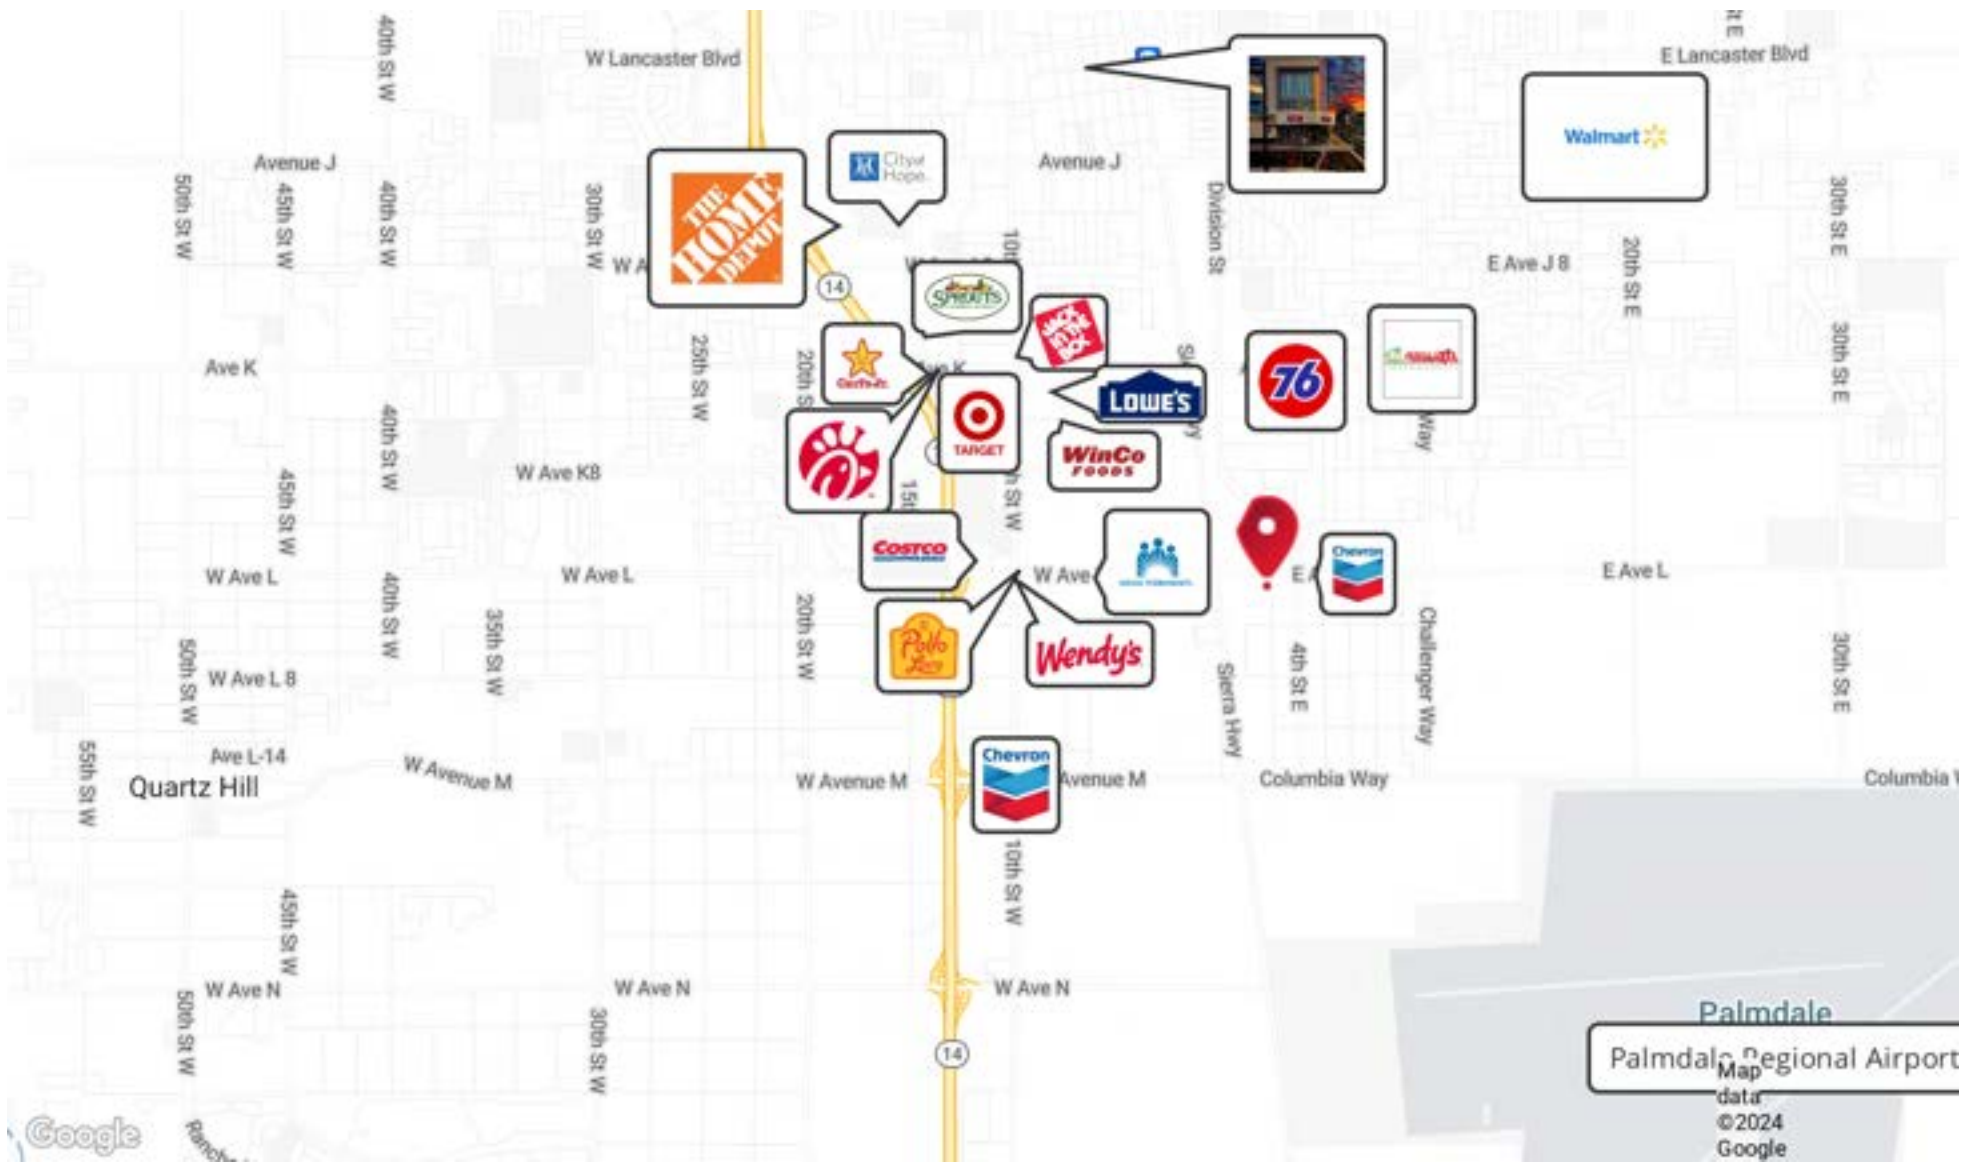 40th St W
W Lancaster Blvd
St E
E Lancaster Blvd
Walmart
Avenue J
City of
Hope
Avenue J
50th St W
45th St W
40th St W
30th St W
THE
HOME
DEPOT
Division St
30th St E
E Ave J 8
20th St E
14
SPROUTS
JACK
IN THE
BOX
Ave K
25th St W
Carl's Jr.
LOWE'S
76
30th St E
TARGET
WinCo
FOODS
Way
40th St W
W Ave K8
45th St W
COSTCO
W Ave L
W Ave L
W Ave
Chevron
E Ave L
40th St W
35th St W
20th St W
Pollo
Loco
Wendy's
50th St W
W Ave L 8
Sierra Hwy
4th St E
Challenger Way
30th St E
55th St W
Ave L-14
Quartz Hill
W Avenue M
W Avenue M
Chevron
Avenue M
Columbia Way
Columbia
10th St W
45th St W
W Ave N
W Ave N
W Ave N
50th St W
30th St W
14
Palmdale
Palmdale Regional Airport
Map
data
©2024
Google
Google